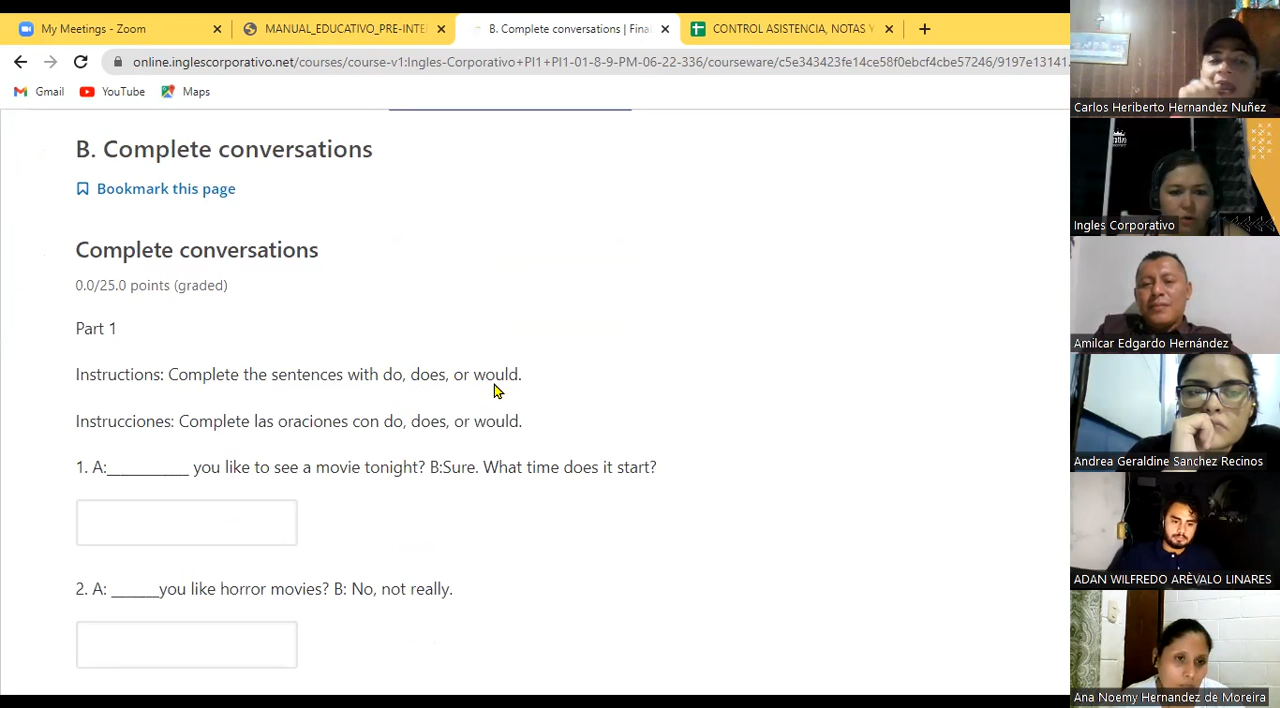 My Meetings - Zoom
MANUAL_EDUCATIVO_PRE-INTE
B. Complete conversations | Fina
CONTROL ASISTENCIA, NOTAS Y
online.inglescorporativo.net/courses/course-v1:Ingles-Corporativo+PI1+PI1-01-8-9-PM-06-22-336/courseware/c5e343423fe14ce58f0ebcf4cbe57246/9197e13141
Gmail
YouTube
Maps
B. Complete conversations
Bookmark this page
Complete conversations
0.0/25.0 points (graded)
Part 1
Instructions: Complete the sentences with do, does, or would.
Instrucciones: Complete las oraciones con do, does, or would.
1. A:___________ you like to see a movie tonight? B:Sure. What time does it start?
2. A: ______you like horror movies? B: No, not really.
Carlos Heriberto Hernandez Nuñez
Ingles Corporativo
Amilcar Edgardo Hernández
Andrea Geraldine Sanchez Recinos
ADAN WILFREDO ARÈVALO LINARES
Ana Noemy Hernandez de Moreira